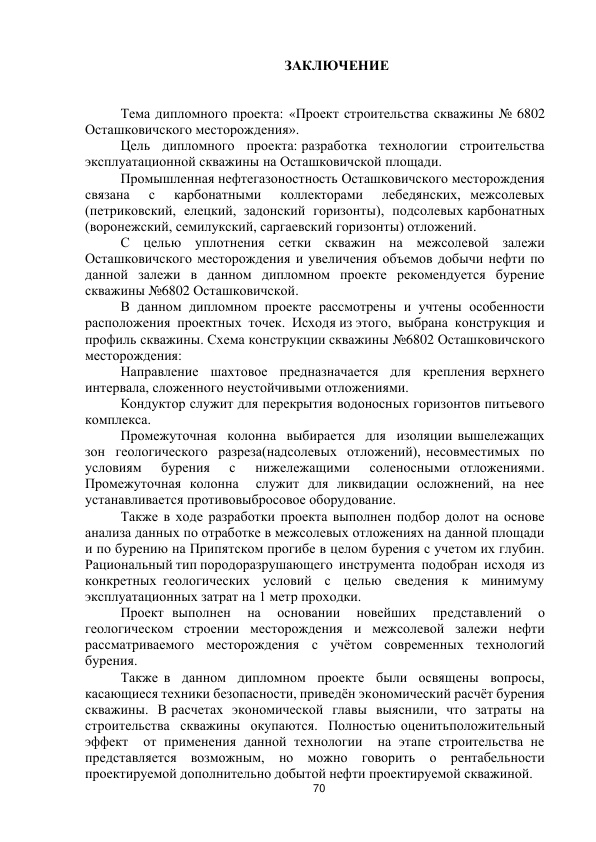 ЗАКЛЮЧЕНИЕ
Тема дипломного проекта: «Проект строительства скважины № 6802
Осташковичского месторождения».
Цель дипломного проекта: разработка технологии строительства
эксплуатационной скважины на Осташковичской площади.
Промышленная нефтегазоностность Осташковичского месторождения
связана с карбонатными коллекторами лебедянских, межсолевых
(петриковский, елецкий, задонский горизонты), подсолевых карбонатных
(воронежский, семилукский, саргаевский горизонты) отложений.
С целью уплотнения сетки скважин на межсолевой залежи
Осташковичского месторождения и увеличения объемов добычи нефти по
данной залежи в данном дипломном проекте рекомендуется бурение
скважины №6802 Осташковичской.
В данном дипломном проекте рассмотрены и учтены особенности
расположения проектных точек. Исходя из этого, выбрана конструкция и
профиль скважины. Схема конструкции скважины №6802 Осташковичского
месторождения:
Направление шахтовое предназначается для крепления верхнего
интервала, сложенного неустойчивыми отложениями.
Кондуктор служит для перекрытия водоносных горизонтов питьевого
комплекса.
Промежуточная колонна выбирается для изоляции вышележащих
зон геологического разреза(надсолевых отложений), несовместимых по
условиям бурения с нижележащими соленосными отложениями.
Промежуточная колонна служит для ликвидации осложнений, на нее
устанавливается противовыбросовое оборудование.
Также в ходе разработки проекта выполнен подбор долот на основе
анализа данных по отработке в межсолевых отложениях на данной площади
и по бурению на Припятском прогибе в целом бурения с учетом их глубин.
Рациональный тип породоразрушающего инструмента подобран исходя из
конкретных геологических условий с целью сведения к минимуму
эксплуатационных затрат на 1 метр проходки.
Проект выполнен на основании новейших представлений о
геологическом строении месторождения и межсолевой залежи нефти
рассматриваемого месторождения с учётом современных технологий
бурения.
Также в данном дипломном проекте были освящены вопросы,
касающиеся техники безопасности, приведён экономический расчёт бурения
скважины. В расчетах экономической главы выяснили, что затраты на
строительства скважины окупаются. Полностью оценитьположительный
эффект от применения данной технологии на этапе строительства не
представляется возможным, но можно говорить о рентабельности
проектируемой дополнительно добытой нефти проектируемой скважиной.
70